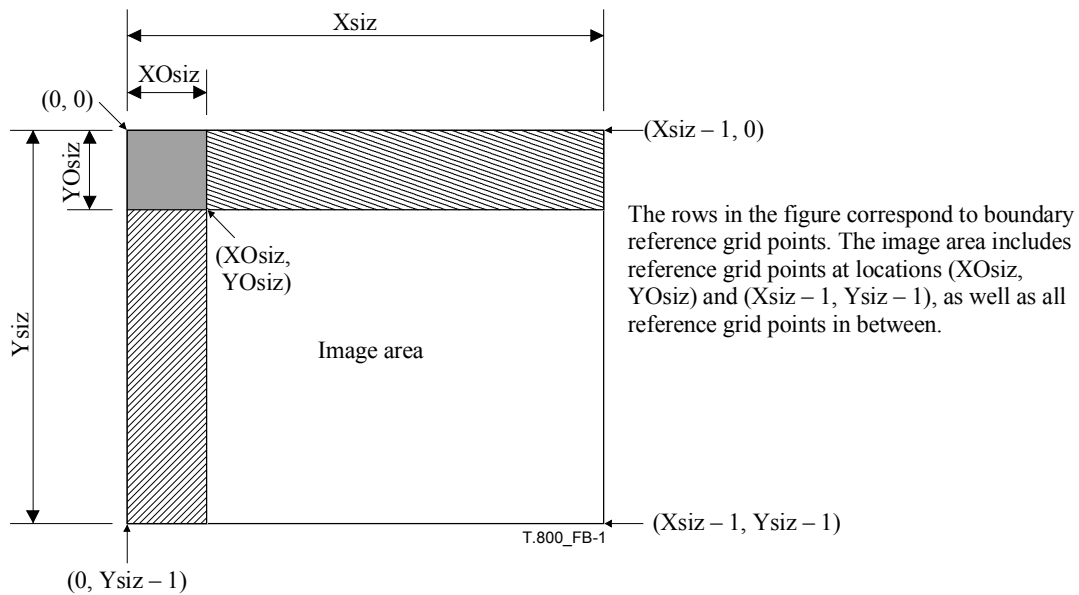 Xsiz
XOsiz
(0, 0)
(Xsiz – 1, 0)
YOsiz
The rows in the figure correspond to boundary
reference grid points. The image area includes
reference grid points at locations (XOsiz,
YOsiz) and (Xsiz – 1, Ysiz – 1), as well as all
reference grid points in between.
(XOsiz,
YOsiz)
Ysiz
Image area
(Xsiz – 1, Ysiz – 1)
T.800_FB-1
(0, Ysiz – 1)